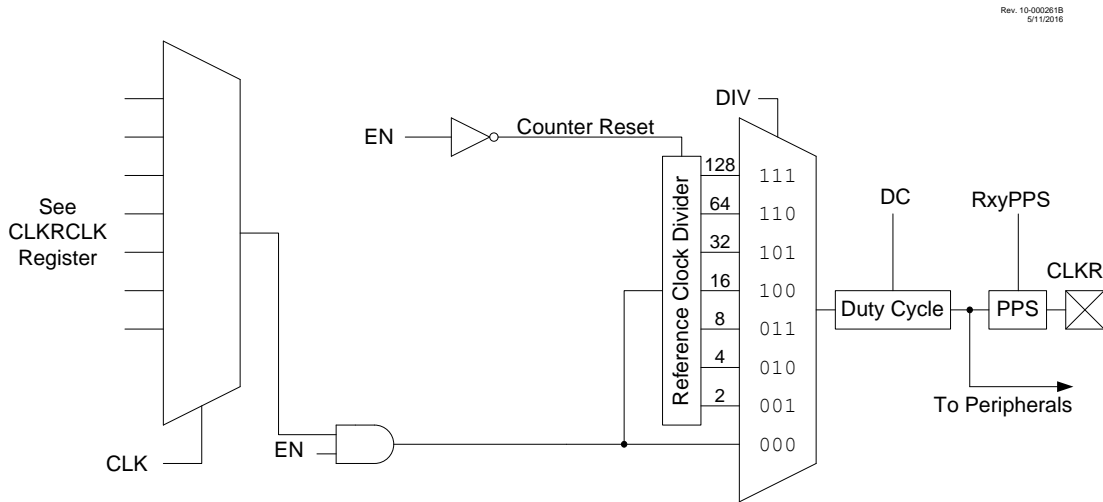 Rev. 10-000261B
5/11/2016
DIV
EN
Counter Reset
128
111
See
CLKRCLK
Register
Reference Clock Divider
64
110
DC
RxyPPS
32
101
CLKR
16
100
Duty Cycle
PPS
8
011
4
010
2
001
To Peripherals
EN
000
CLK